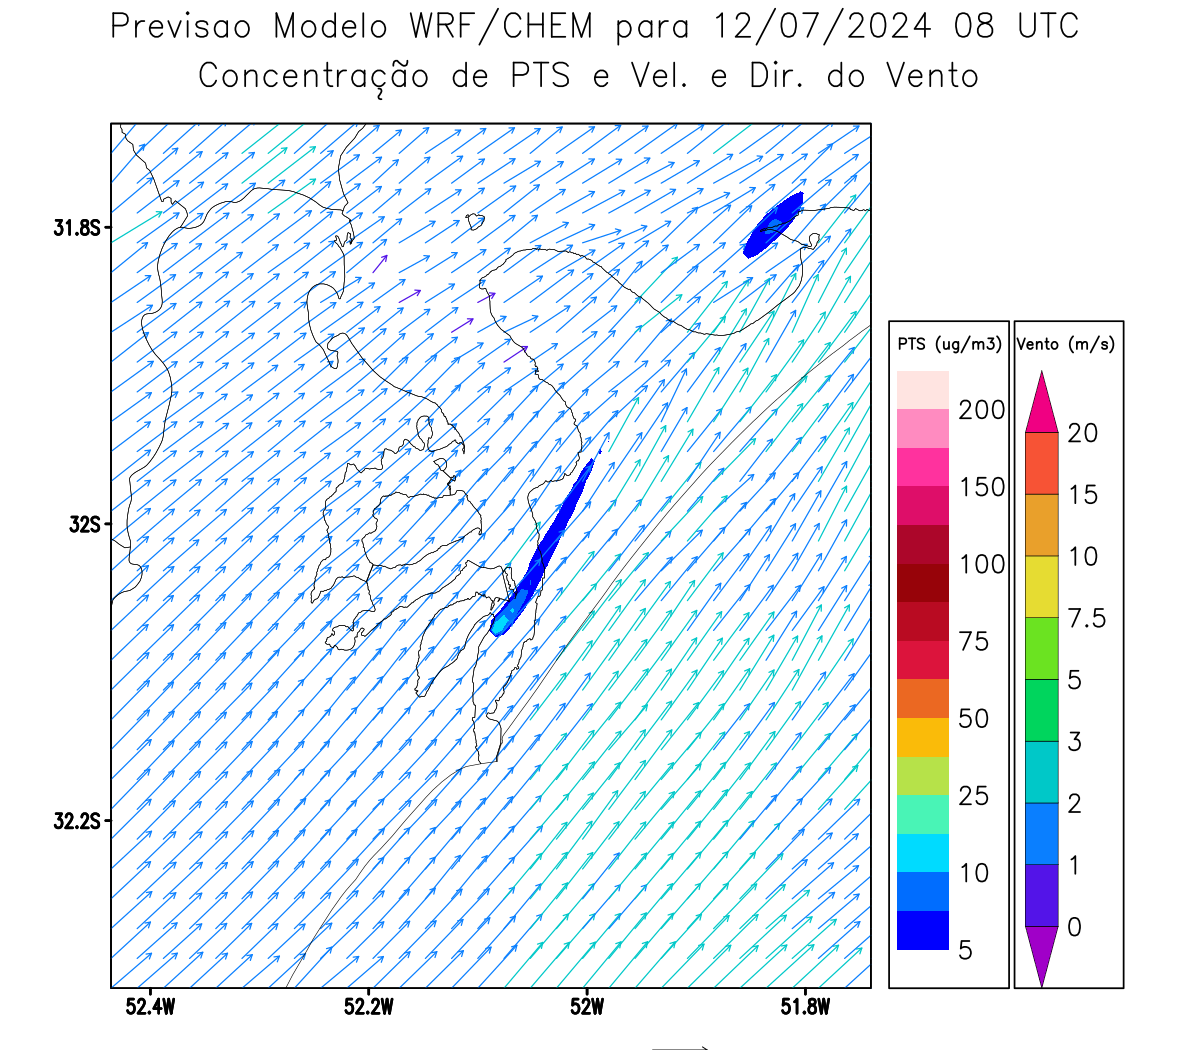 Previsao Modelo WRF/CHEM para 12/07/2024 08 UTC
Concentração de PTS e Vel. e Dir. do Vento
31.8S
32S
32.2S
52.4W 52.2W 52W 51.8W
PTS (ug/m3)
200
150
100
75
50
25
10
5
Vento (m/s)
20
15
10
7.5
5
3
2
1
0